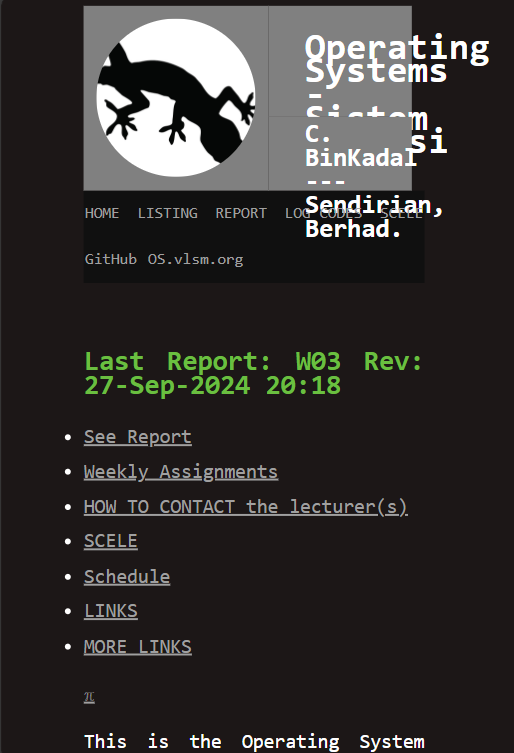 Operating
Systems
-
Sistem
si
C.
BinKadal
---
Sendirian,
Berhad.
HOME LISTING REPORT LOG CODES SCELE
GitHub OS.vlsm.org
Last Report: W03 Rev:
27-Sep-2024 20:18
See Report
Weekly Assignments
HOW TO CONTACT the lecturer(s)
SCELE
Schedule
LINKS
MORE LINKS
π
This is the Operating System